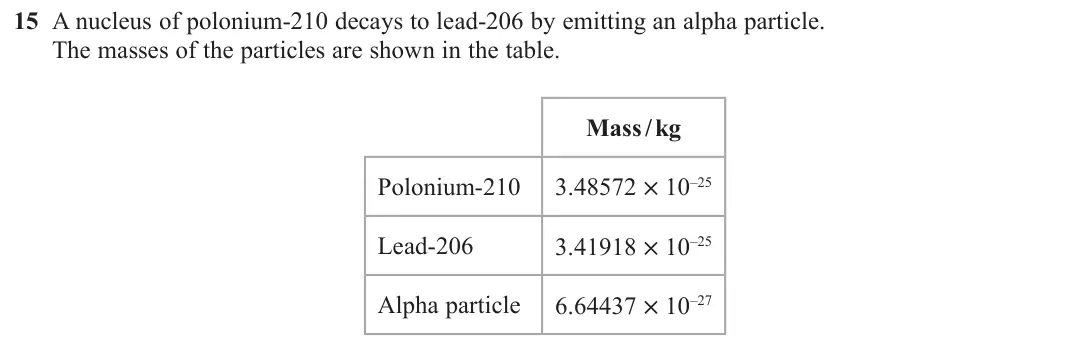 15 A nucleus of polonium-210 decays to lead-206 by emitting an alpha particle.
The masses of the particles are shown in the table.
Mass/kg
Polonium-210 3.48572 × 10⁻²⁵
Lead-206 3.41918 × 10⁻²⁵
Alpha particle 6.64437 × 10⁻²⁷